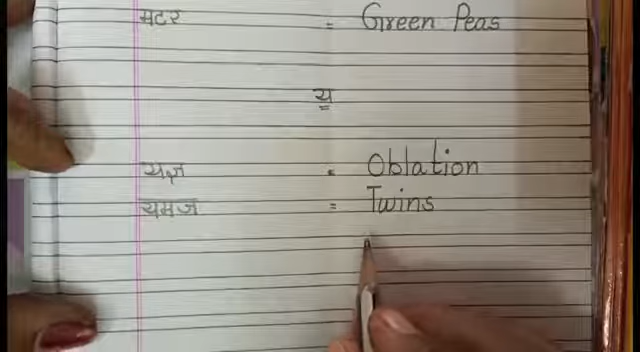 मटर = Green Peas
य
यज्ञ = Oblation
यमज = Twins